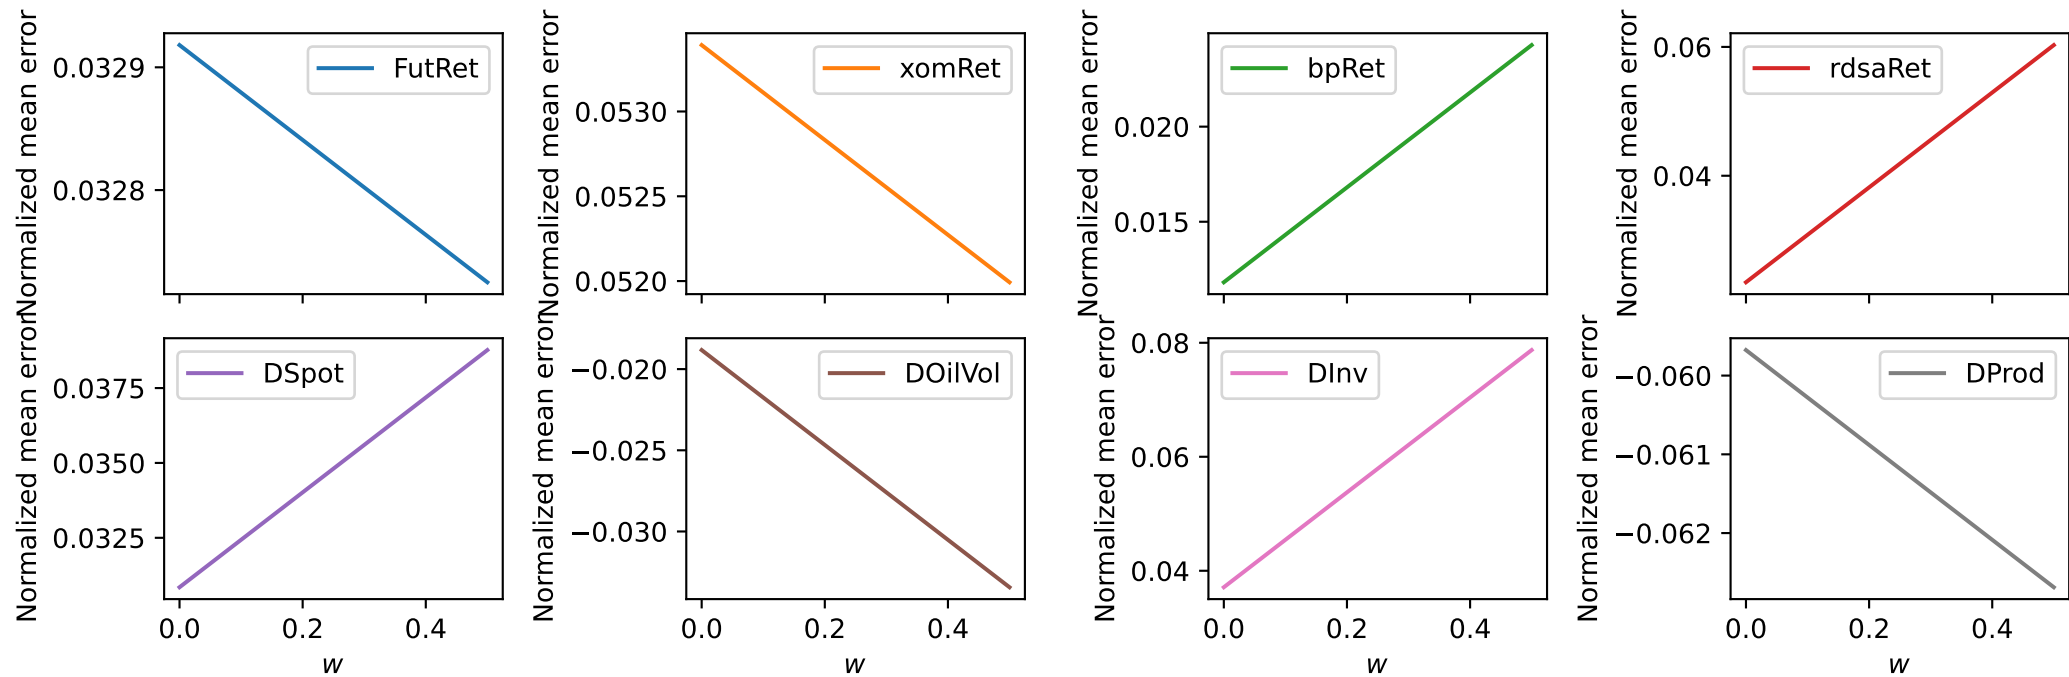 Normalized mean error
0.0329
0.0328
FutRet
Normalized mean error
0.0530
0.0525
0.0520
xomRet
Normalized mean error
0.020
0.015
bpRet
Normalized mean error
0.06
0.04
rdsaRet
Normalized mean error
0.0375
0.0350
0.0325
DSpot
0.0 0.2 0.4
w
Normalized mean error
−0.020
−0.025
−0.030
DOilVol
0.0 0.2 0.4
w
Normalized mean error
0.08
0.06
0.04
DInv
0.0 0.2 0.4
w
Normalized mean error
−0.060
−0.061
−0.062
DProd
0.0 0.2 0.4
w